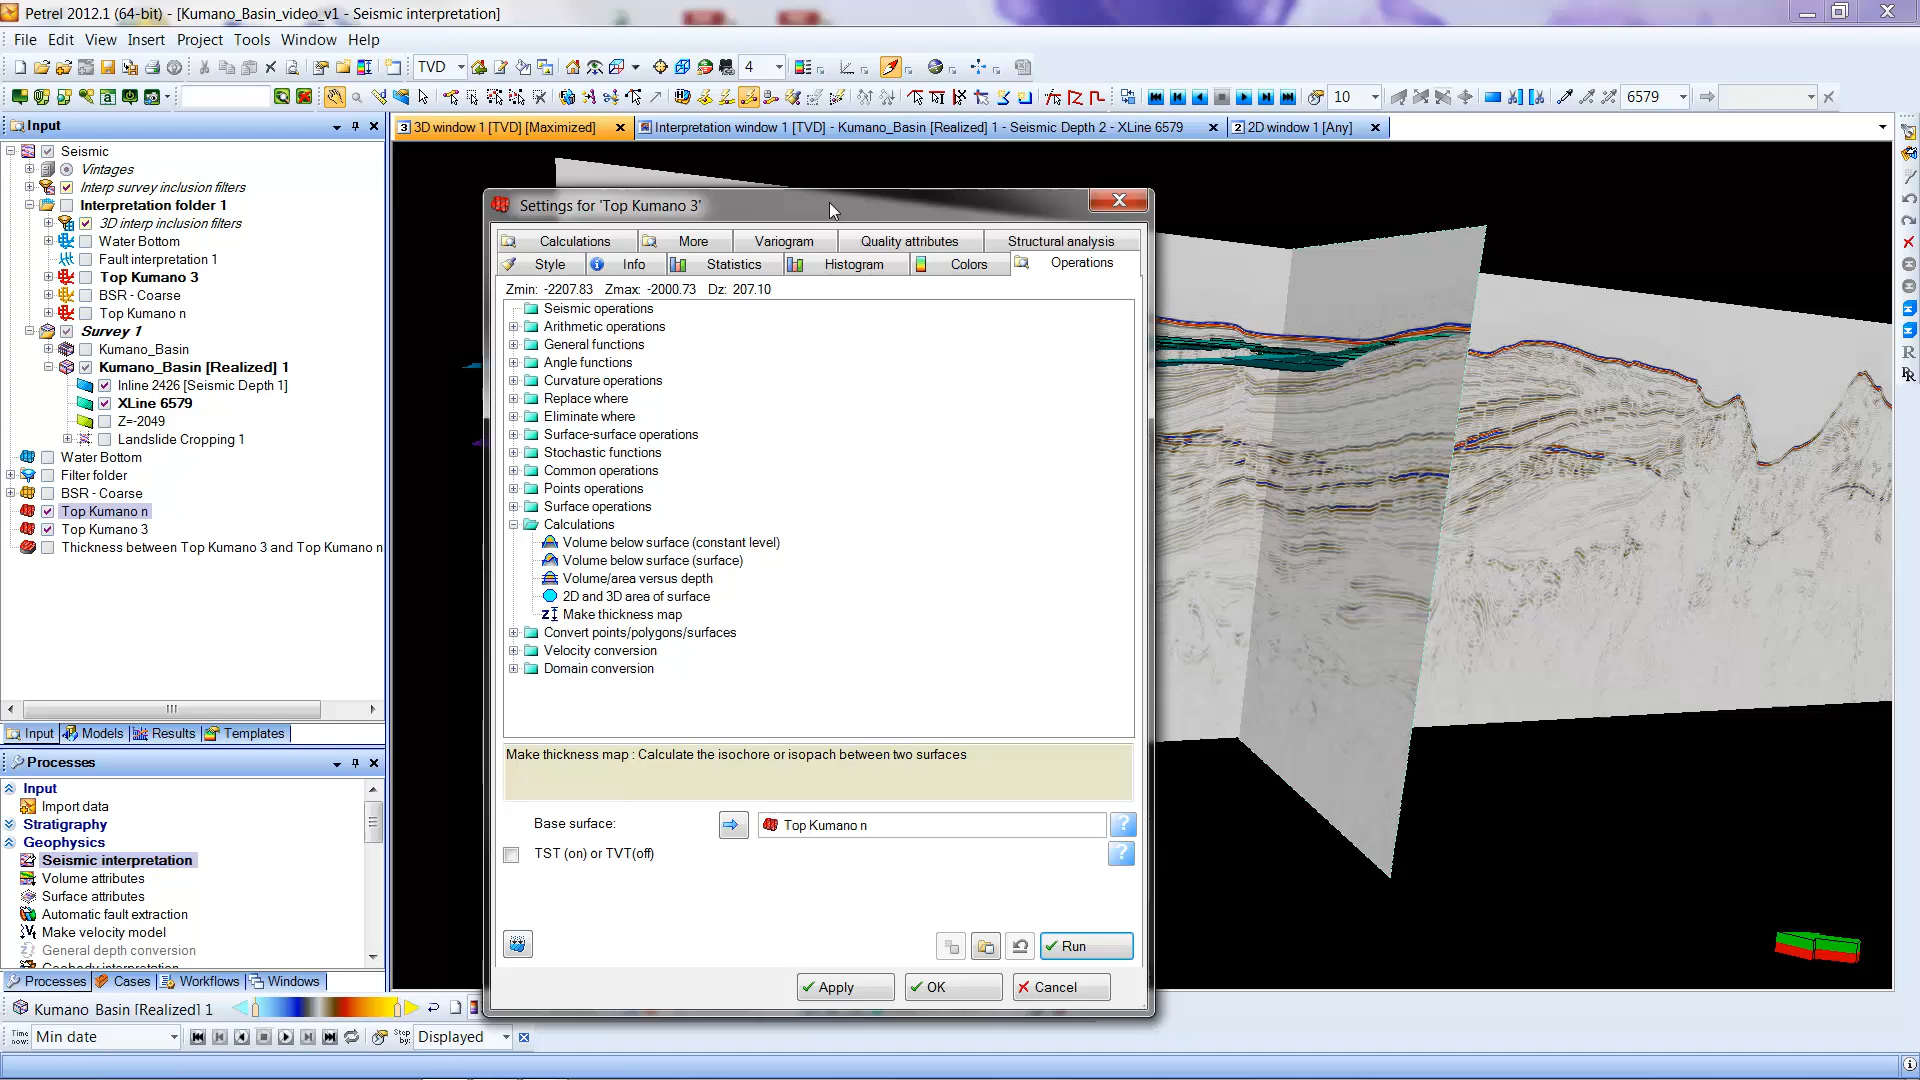 Petrel 2012.1 (64-bit) - [Kumano_Basin_video_v1 - Seismic interpretation]
File Edit View Insert Project Tools Window Help
TVD 4
10 6579
Input
3 3D window 1 [TVD] [Maximized] Interpretation window 1 [TVD] - Kumano_Basin [Realized] 1 - Seismic Depth 2 - XLine 6579 2 2D window 1 [Any]
Seismic
Vintages
Interp survey inclusion filters
Interpretation folder 1
3D interp inclusion filters
Water Bottom
Fault interpretation 1
Top Kumano 3
BSR - Coarse
Top Kumano n
Survey 1
Kumano_Basin
Kumano_Basin [Realized] 1
Inline 2426 [Seismic Depth 1]
XLine 6579
Z=-2049
Landslide Cropping 1
Water Bottom
Filter folder
BSR - Coarse
Top Kumano n
Top Kumano 3
Thickness between Top Kumano 3 and Top Kumano n
Input Models Results Templates
Processes
Input
Import data
Stratigraphy
Geophysics
Seismic interpretation
Volume attributes
Surface attributes
Automatic fault extraction
Make velocity model
General depth conversion
Processes Cases Workflows Windows
Kumano Basin [Realized] 1
Time now: Min date Step by: Displayed
Settings for 'Top Kumano 3'
Calculations More Variogram Quality attributes Structural analysis
Style Info Statistics Histogram Colors Operations
Zmin: -2207.83 Zmax: -2000.73 Dz: 207.10
Seismic operations
Arithmetic operations
General functions
Angle functions
Curvature operations
Replace where
Eliminate where
Surface-surface operations
Stochastic functions
Common operations
Points operations
Surface operations
Calculations
Volume below surface (constant level)
Volume below surface (surface)
Volume/area versus depth
2D and 3D area of surface
Make thickness map
Convert points/polygons/surfaces
Velocity conversion
Domain conversion
Make thickness map : Calculate the isochore or isopach between two surfaces
Base surface: Top Kumano n
TST (on) or TVT(off)
Run
Apply OK Cancel